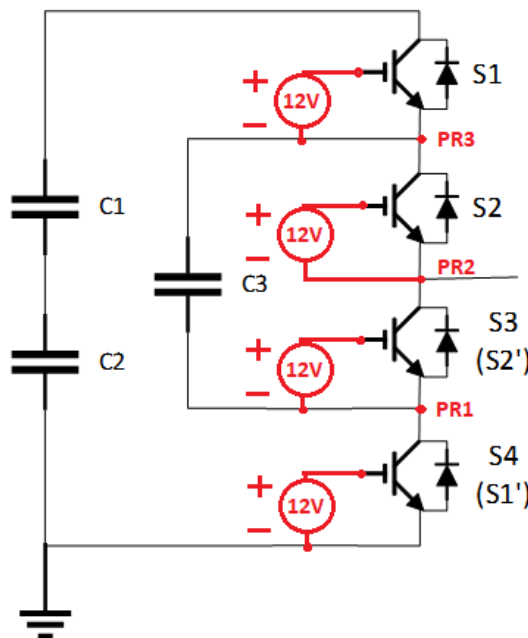 +
12V
−
S1
PR3
C1
+
12V
−
S2
PR2
C3
+
12V
−
S3
(S2')
C2
PR1
+
12V
−
S4
(S1')